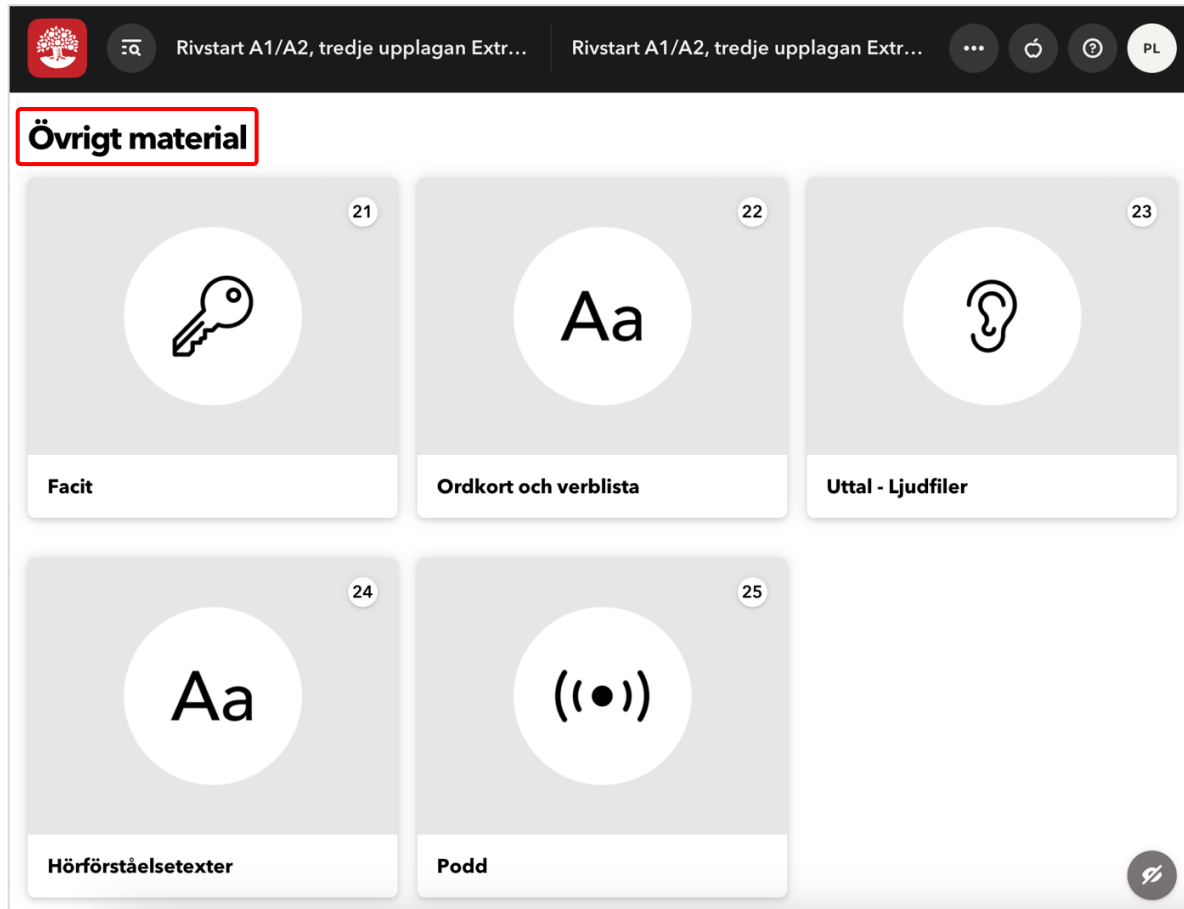 Rivstart A1/A2, tredje upplagan Extr... Rivstart A1/A2, tredje upplagan Extr... PL
Övrigt material
21
22
23
Aa
Facit
Ordkort och verblista
Uttal - Ljudfiler
24
25
Aa
Hörförståelsetexter
Podd